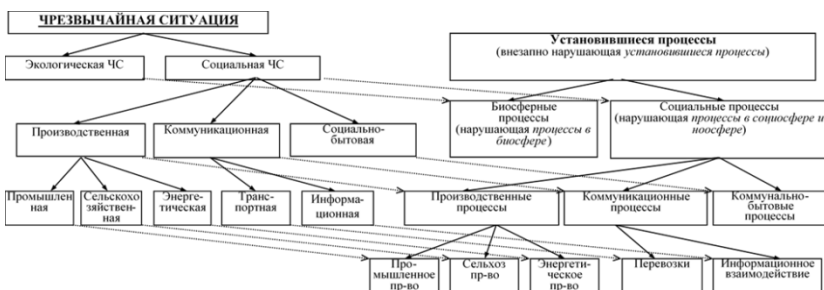 ЧРЕЗВЫЧАЙНАЯ СИТУАЦИЯ
Установившиеся процессы
(внезапно нарушающая установившиеся процессы)
Экологическая ЧС
Социальная ЧС
Биосферные
процессы
(нарушающая процессы в
биосфере)
Социальные процессы
(нарушающая процессы в социосфере и
ноосфере)
Производственная
Коммуникационная
Социально-
бытовая
Промышлен
ная
Сельскохо
зяйствен-
ная
Энерге-
тическая
Транс-
портная
Информа-
ционная
Производственные
процессы
Коммуникационные
процессы
Коммунально-
бытовые
процессы
Про-
мышленное
пр-во
Сельхоз
пр-во
Энергети-
ческое
пр-во
Перевозки
Информационное
взаимодействие